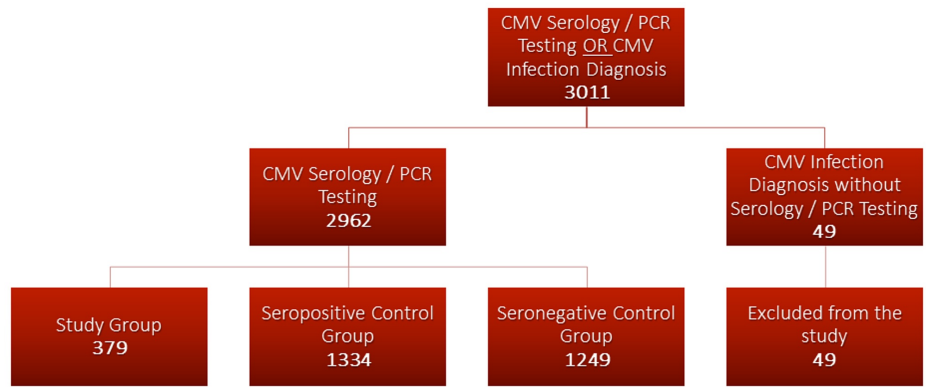 CMV Serology / PCR
Testing OR CMV
Infection Diagnosis
3011
CMV Serology / PCR
Testing
2962
CMV Infection
Diagnosis without
Serology / PCR Testing
49
Study Group
379
Seropositive Control
Group
1334
Seronegative Control
Group
1249
Excluded from the
study
49